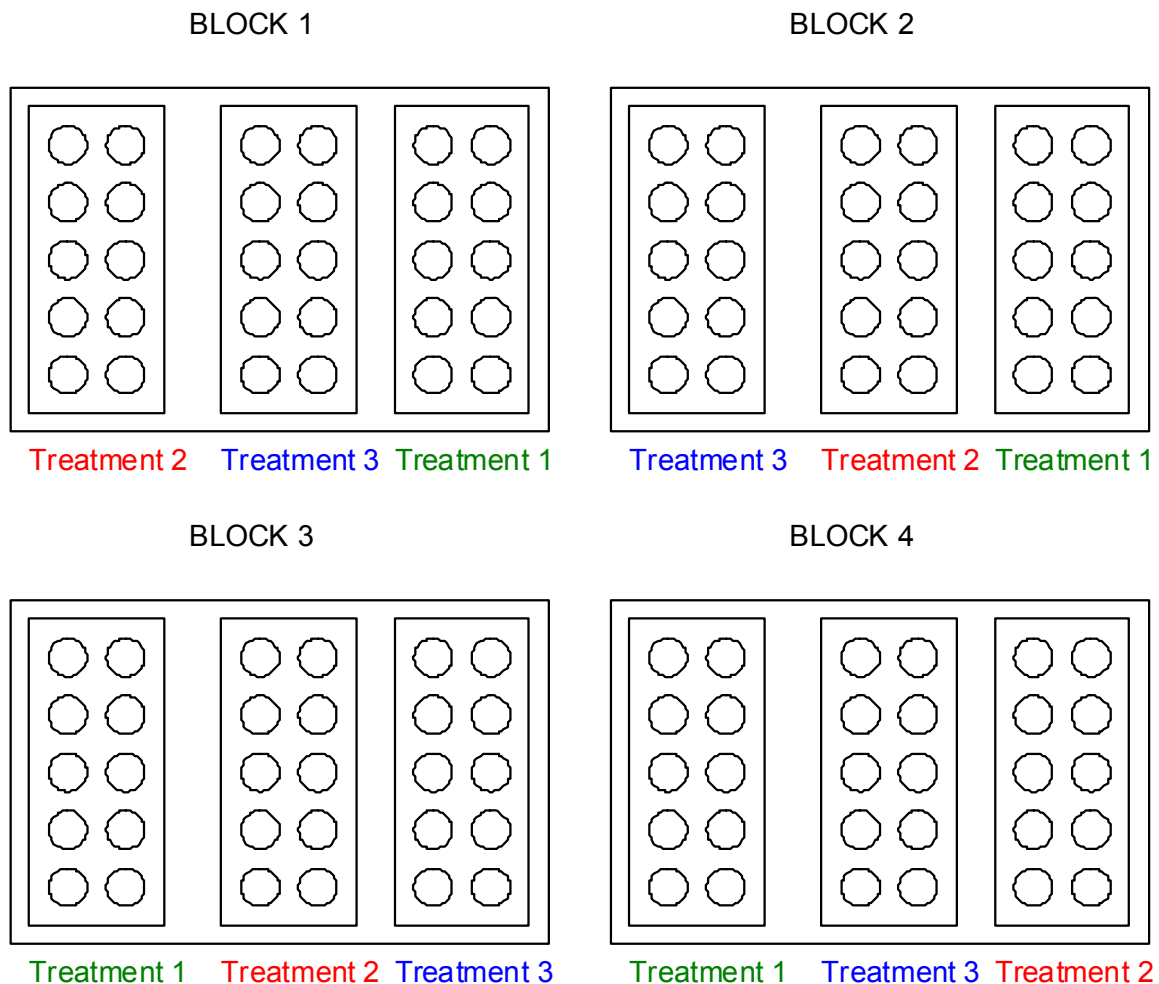 BLOCK 1
BLOCK 2
Treatment 2 Treatment 3 Treatment 1
Treatment 3 Treatment 2 Treatment 1
BLOCK 3
BLOCK 4
Treatment 1 Treatment 2 Treatment 3
Treatment 1 Treatment 3 Treatment 2